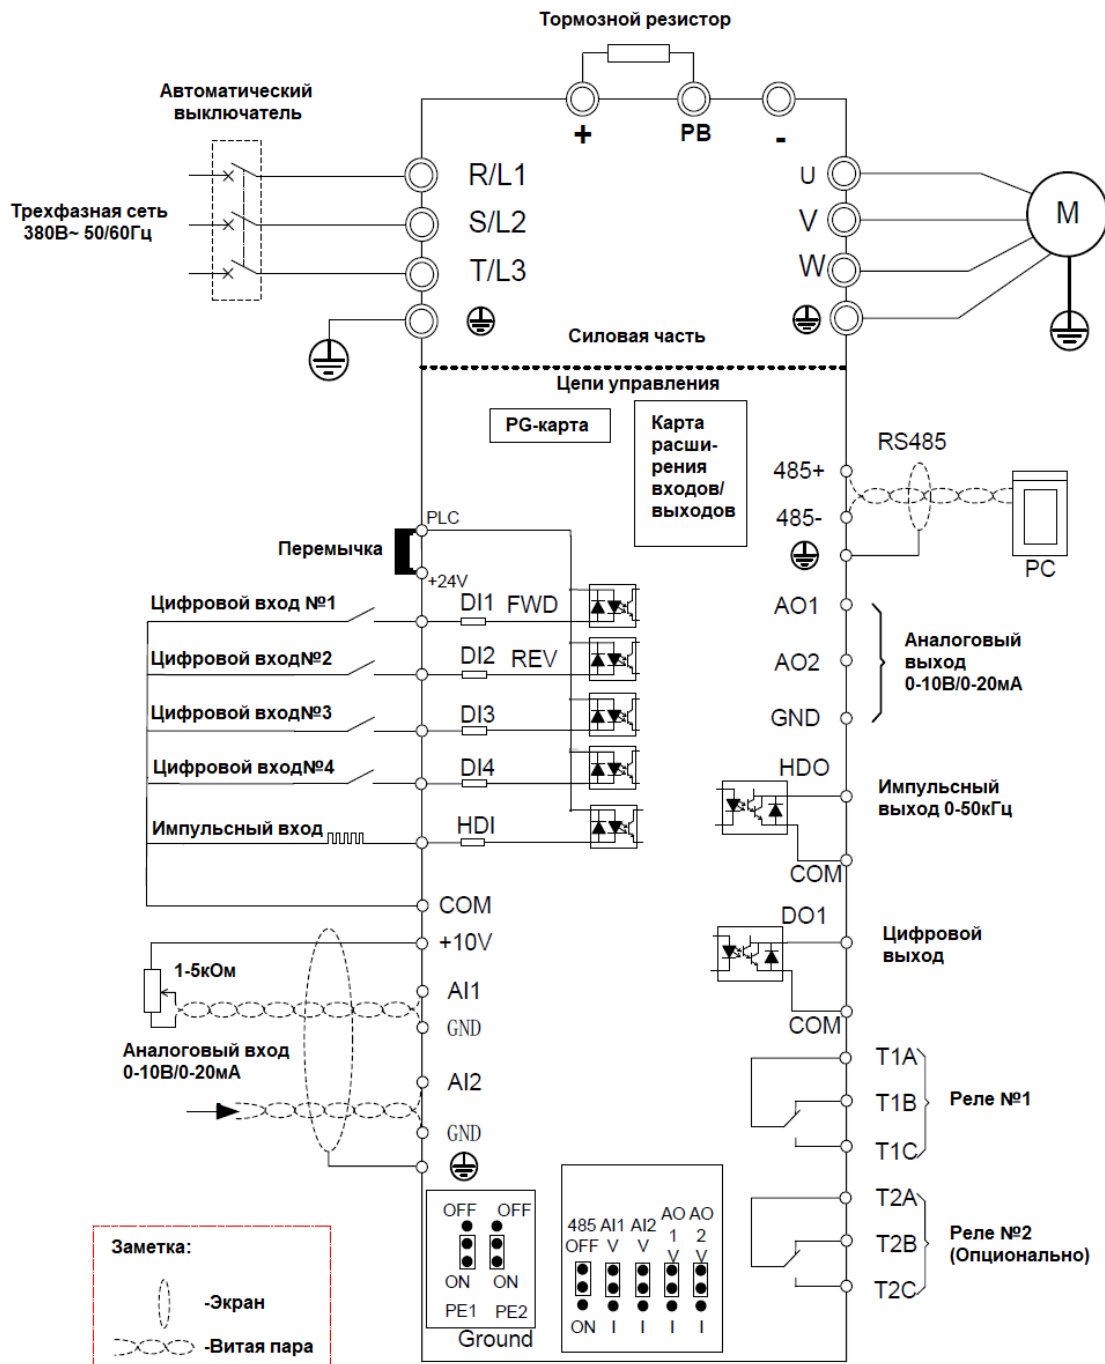 Тормозной резистор
Автоматический
выключатель
+
PB
-
R/L1
U
Трехфазная сеть
380В~ 50/60Гц
S/L2
V
M
T/L3
W
Силовая часть
Цепи управления
PG-карта
Карта
расши-
рения
входов/
выходов
RS485
485+
485-
PC
PLC
Перемычка
+24V
Цифровой вход №1
DI1
FWD
Цифровой вход№2
DI2
REV
Цифровой вход№3
DI3
Цифровой вход№4
DI4
Импульсный вход
HDI
COM
AO1
AO2
GND
Аналоговый
выход
0-10В/0-20мА
HDO
Импульсный
выход 0-50кГц
COM
DO1
Цифровой
выход
COM
+10V
1-5кОм
AI1
GND
Аналоговый вход
0-10В/0-20мА
AI2
GND
T1A
T1B
T1C
Реле №1
T2A
T2B
T2C
Реле №2
(Опционально)
OFF OFF
ON ON
PE1 PE2
Ground
485 AI1 AI2 AO AO
OFF V V 1 2
V V
ON I I I I
Заметка:
-Экран
-Витая пара